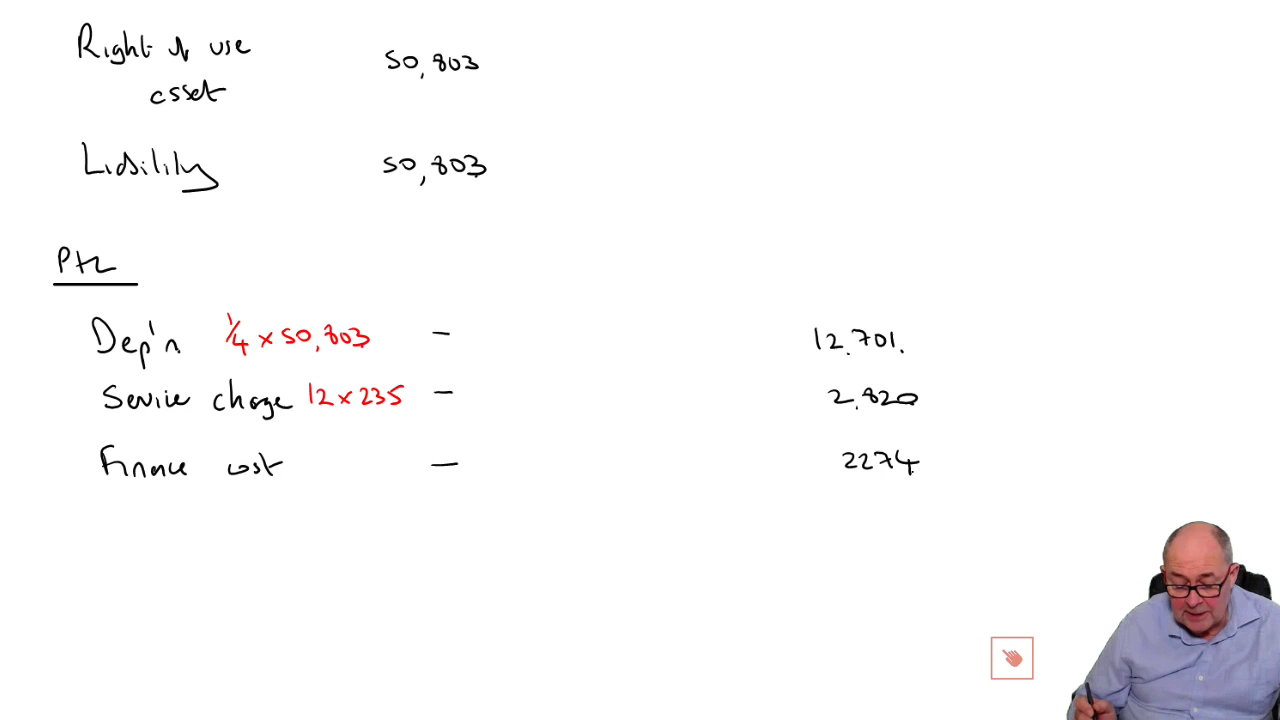 Right of use 50,803
asset
Liability 50,803
P+L
Dep'n 1/4 × 50,803 – 12,701.
Service charge 12 × 235 – 2,820
Finance cost – 2274